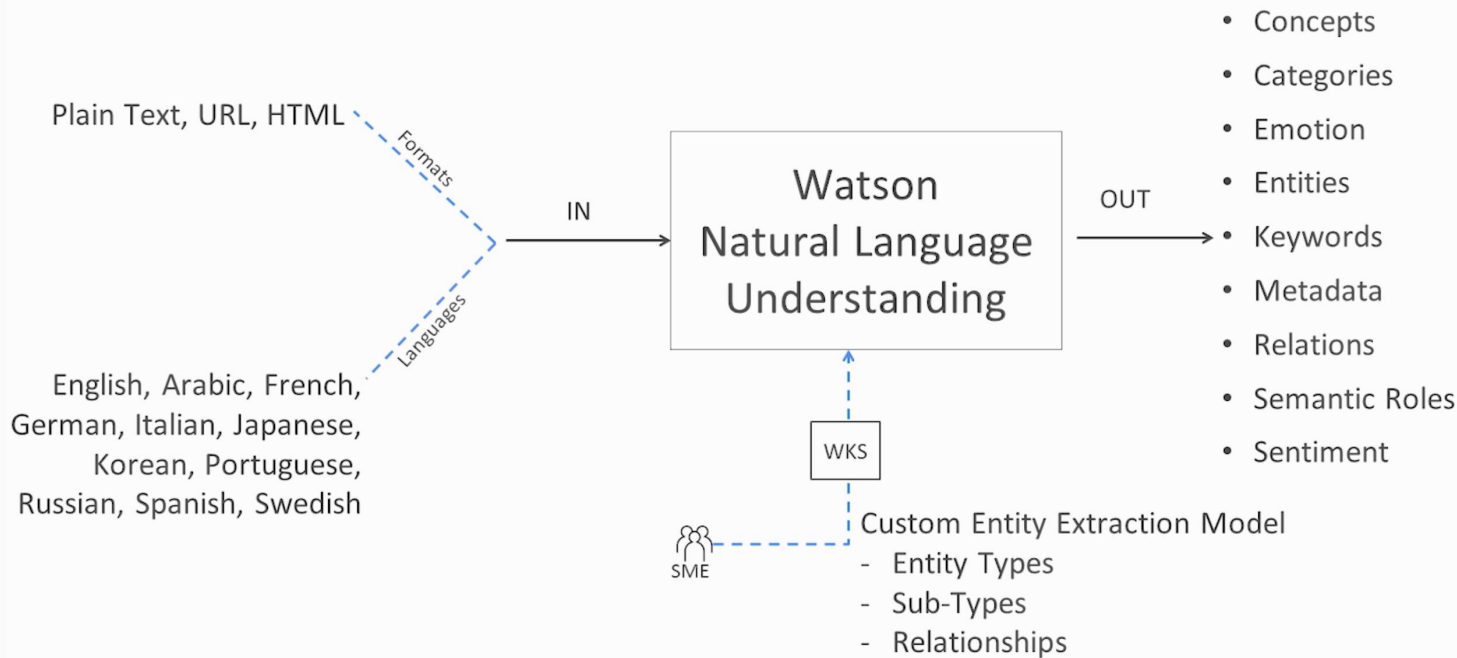 Plain Text, URL, HTML
Formats
Languages
English, Arabic, French,
German, Italian, Japanese,
Korean, Portuguese,
Russian, Spanish, Swedish
IN
Watson
Natural Language
Understanding
OUT
• Concepts
• Categories
• Emotion
• Entities
• Keywords
• Metadata
• Relations
• Semantic Roles
• Sentiment
WKS
SME
Custom Entity Extraction Model
- Entity Types
- Sub-Types
- Relationships